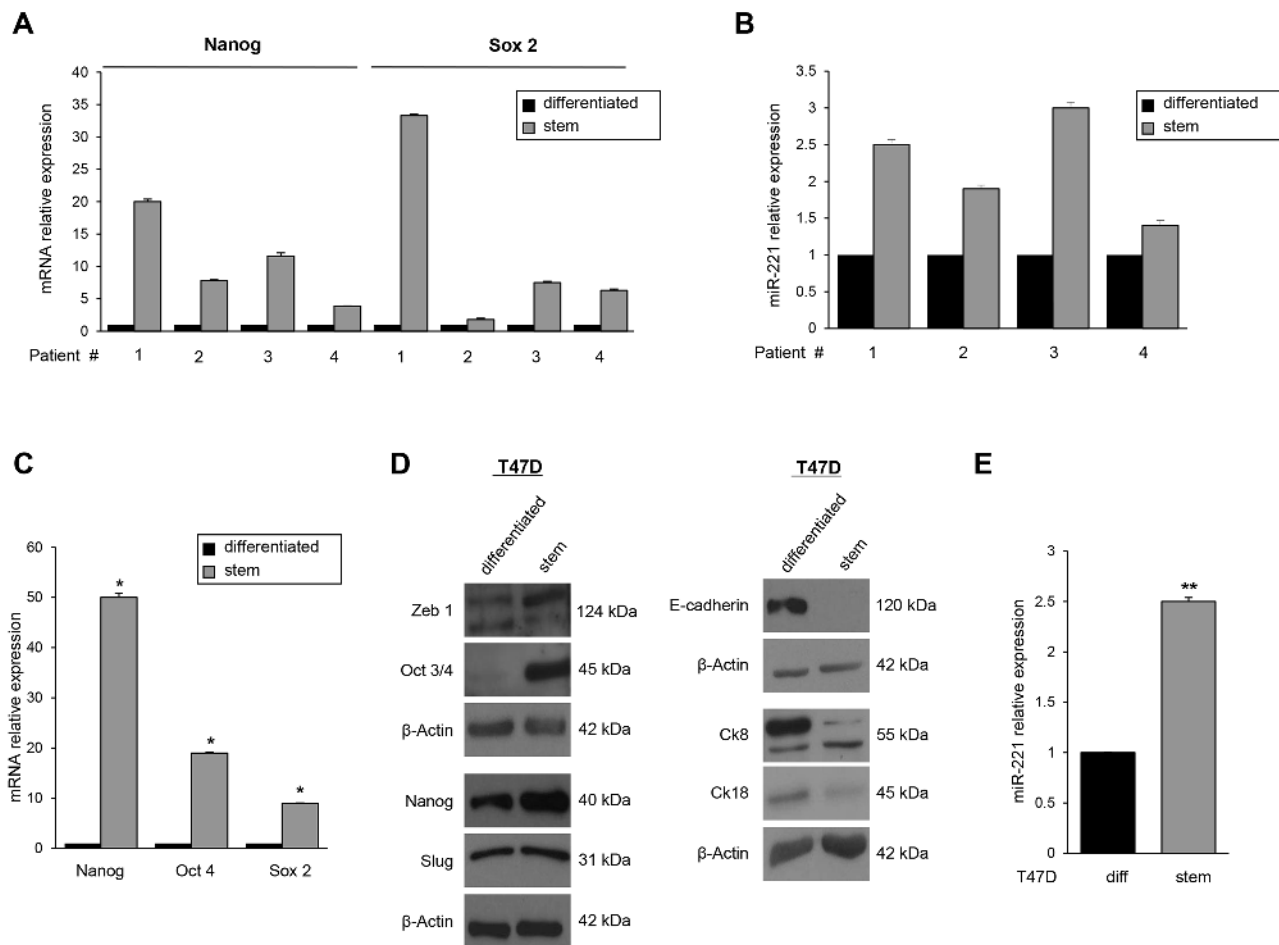 A
Nanog
Sox 2
mRNA relative expression
40
35
30
25
20
15
10
5
0
differentiated
stem
Patient #
1
2
3
4
1
2
3
4
B
miR-221 relative expression
3.5
3
2.5
2
1.5
1
0.5
0
differentiated
stem
Patient #
1
2
3
4
C
mRNA relative expression
60
50
40
30
20
10
0
differentiated
stem
*
*
*
Nanog
Oct 4
Sox 2
D
T47D
differentiated
stem
Zeb 1
124 kDa
Oct 3/4
45 kDa
β-Actin
42 kDa
Nanog
40 kDa
Slug
31 kDa
β-Actin
42 kDa
T47D
differentiated
stem
E-cadherin
120 kDa
β-Actin
42 kDa
Ck8
55 kDa
Ck18
45 kDa
β-Actin
42 kDa
E
miR-221 relative expression
3
2.5
2
1.5
1
0.5
0
**
T47D
diff
stem